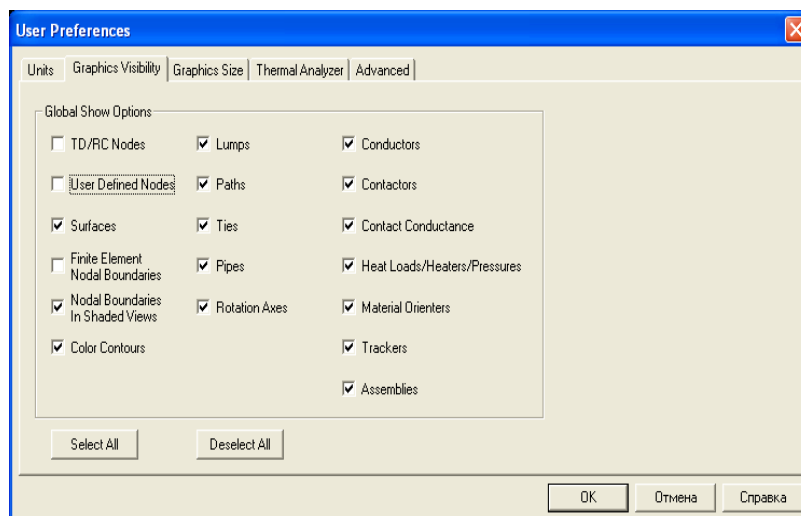 User Preferences
Units Graphics Visibility Graphics Size Thermal Analyzer Advanced
Global Show Options
TD/RC Nodes Lumps Conductors
User Defined Nodes Paths Contactors
Surfaces Ties Contact Conductance
Finite Element
Nodal Boundaries Pipes Heat Loads/Heaters/Pressures
Nodal Boundaries
In Shaded Views Rotation Axes Material Orienters
Color Contours Trackers
Assemblies
Select All Deselect All
OK Отмена Справка